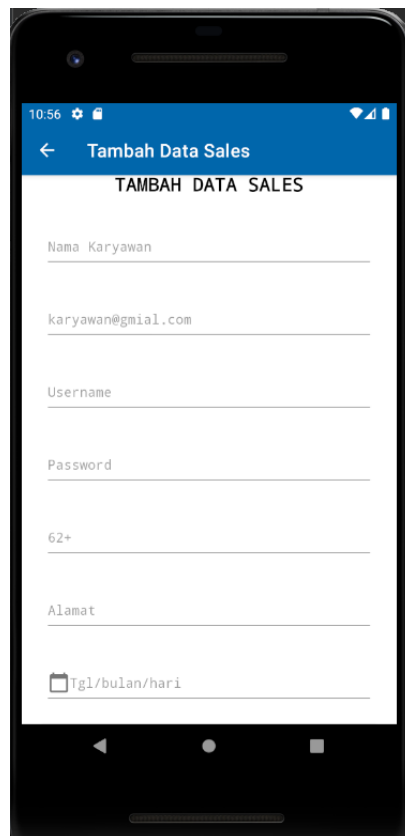 10:56
Tambah Data Sales
TAMBAH DATA SALES
Nama Karyawan
karyawan@gmial.com
Username
Password
62+
Alamat
Tgl/bulan/hari